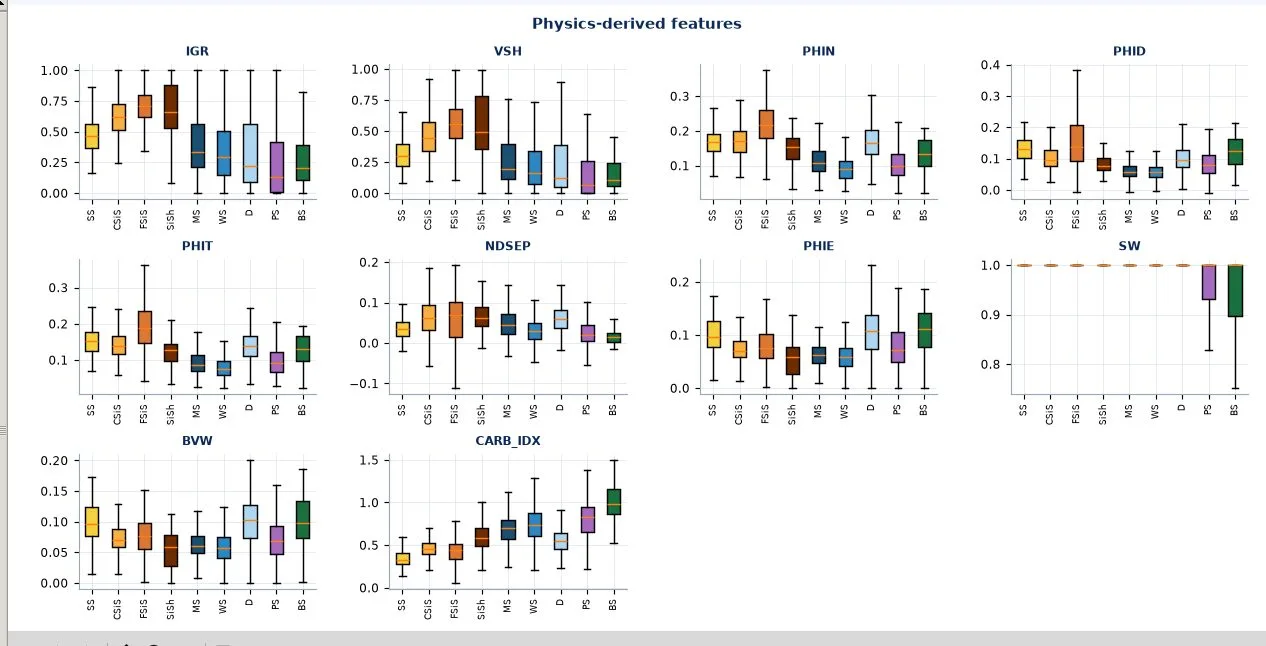 Physics-derived features
IGR VSH PHIN PHID
1.00 0.75 0.50 0.25 0.00
SS CSiS FSiS SiSh MS WS D PS BS
1.00 0.75 0.50 0.25 0.00
SS CSiS FSiS SiSh MS WS D PS BS
0.3 0.2 0.1
SS CSiS FSiS SiSh MS WS D PS BS
0.4 0.3 0.2 0.1 0.0
SS CSiS FSiS SiSh MS WS D PS BS
PHIT NDSEP PHIE SW
0.3 0.2 0.1
SS CSiS FSiS SiSh MS WS D PS BS
0.2 0.1 0.0 −0.1
SS CSiS FSiS SiSh MS WS D PS BS
0.2 0.1 0.0
SS CSiS FSiS SiSh MS WS D PS BS
1.0 0.9 0.8
SS CSiS FSiS SiSh MS WS D PS BS
BVW CARB_IDX
0.20 0.15 0.10 0.05 0.00
SS CSiS FSiS SiSh MS WS D PS BS
1.5 1.0 0.5 0.0
SS CSiS FSiS SiSh MS WS D PS BS